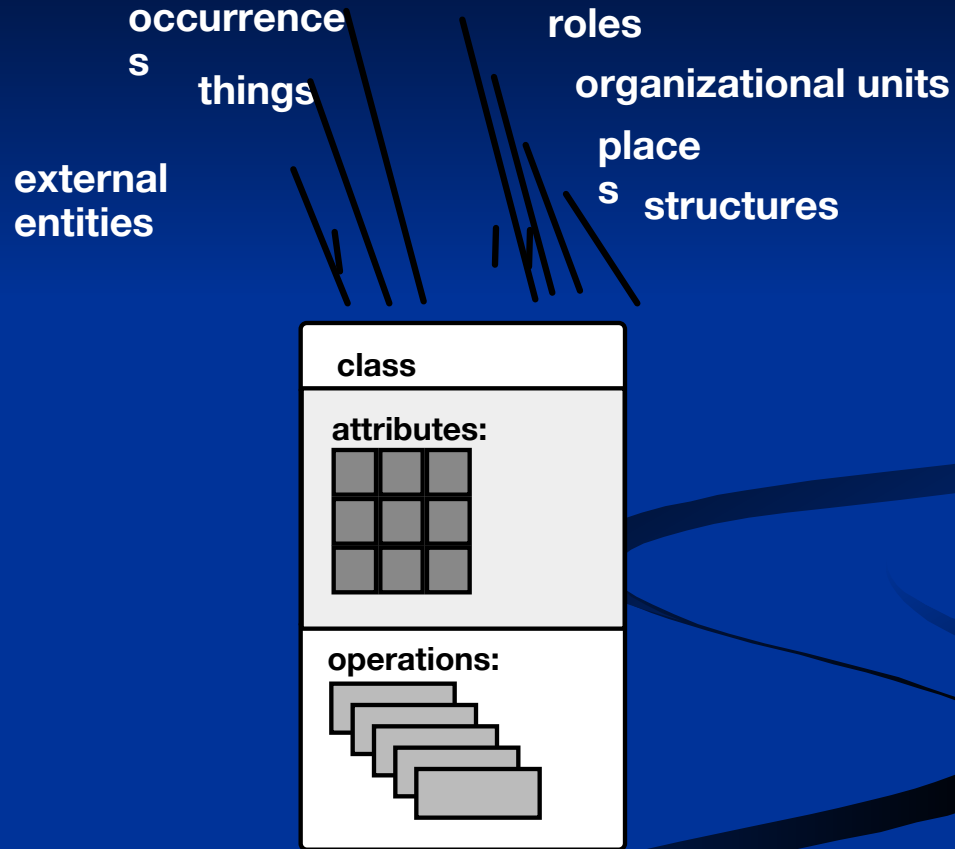 occurrence
s
things
external
entities
roles
organizational units
place
s
structures
class
attributes:
operations: